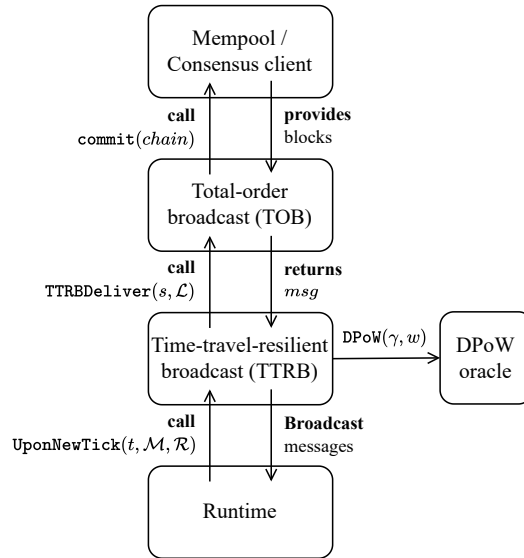 Mempool /
Consensus client
call
commit(chain)
provides
blocks
Total-order
broadcast (TOB)
call
TTRBDeliver(s, ℒ)
returns
msg
Time-travel-resilient
broadcast (TTRB)
DPoW(γ, w)
DPoW
oracle
call
UponNewTick(t, ℳ, ℛ)
Broadcast
messages
Runtime